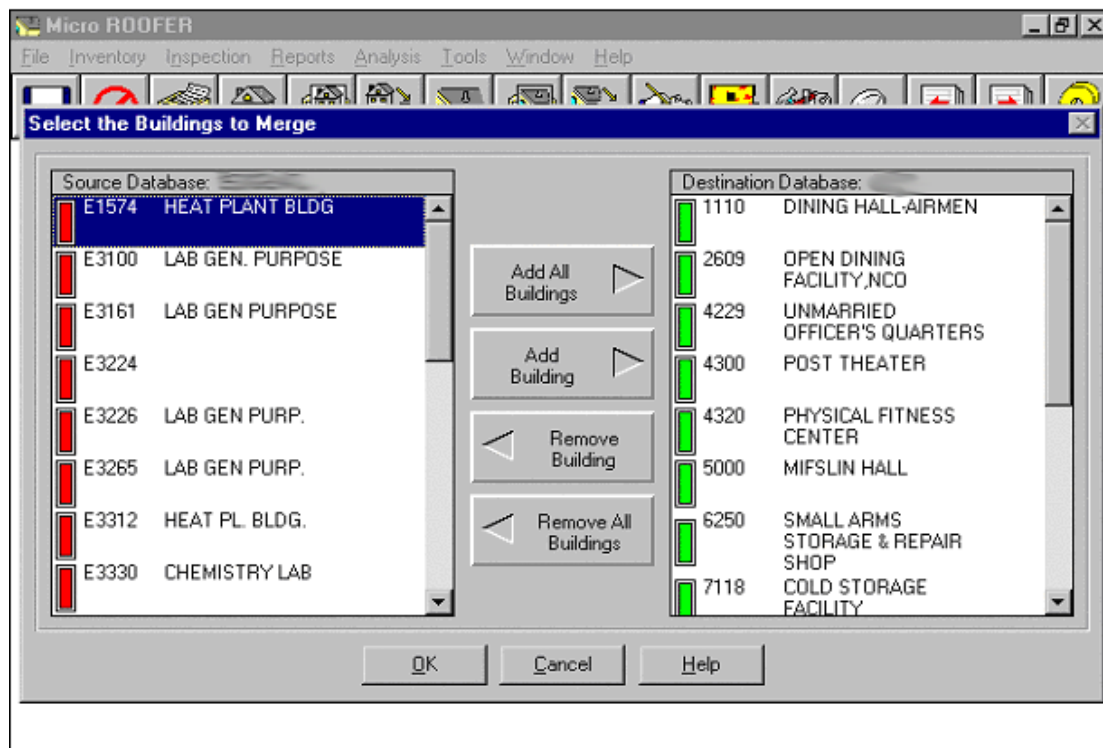 Micro ROOFER
File Inventory Inspection Reports Analysis Tools Window Help
Select the Buildings to Merge
Source Database:
E1574 HEAT PLANT BLDG
E3100 LAB GEN. PURPOSE
E3161 LAB GEN PURPOSE
E3224
E3226 LAB GEN PURP.
E3265 LAB GEN PURP.
E3312 HEAT PL. BLDG.
E3330 CHEMISTRY LAB
Add All
Buildings
Add
Building
Remove
Building
Remove All
Buildings
Destination Database:
1110 DINING HALL-AIRMEN
2609 OPEN DINING
FACILITY,NCO
4229 UNMARRIED
OFFICER'S QUARTERS
4300 POST THEATER
4320 PHYSICAL FITNESS
CENTER
5000 MIFSLIN HALL
6250 SMALL ARMS
STORAGE & REPAIR
SHOP
7118 COLD STORAGE
FACILITY
OK
Cancel
Help